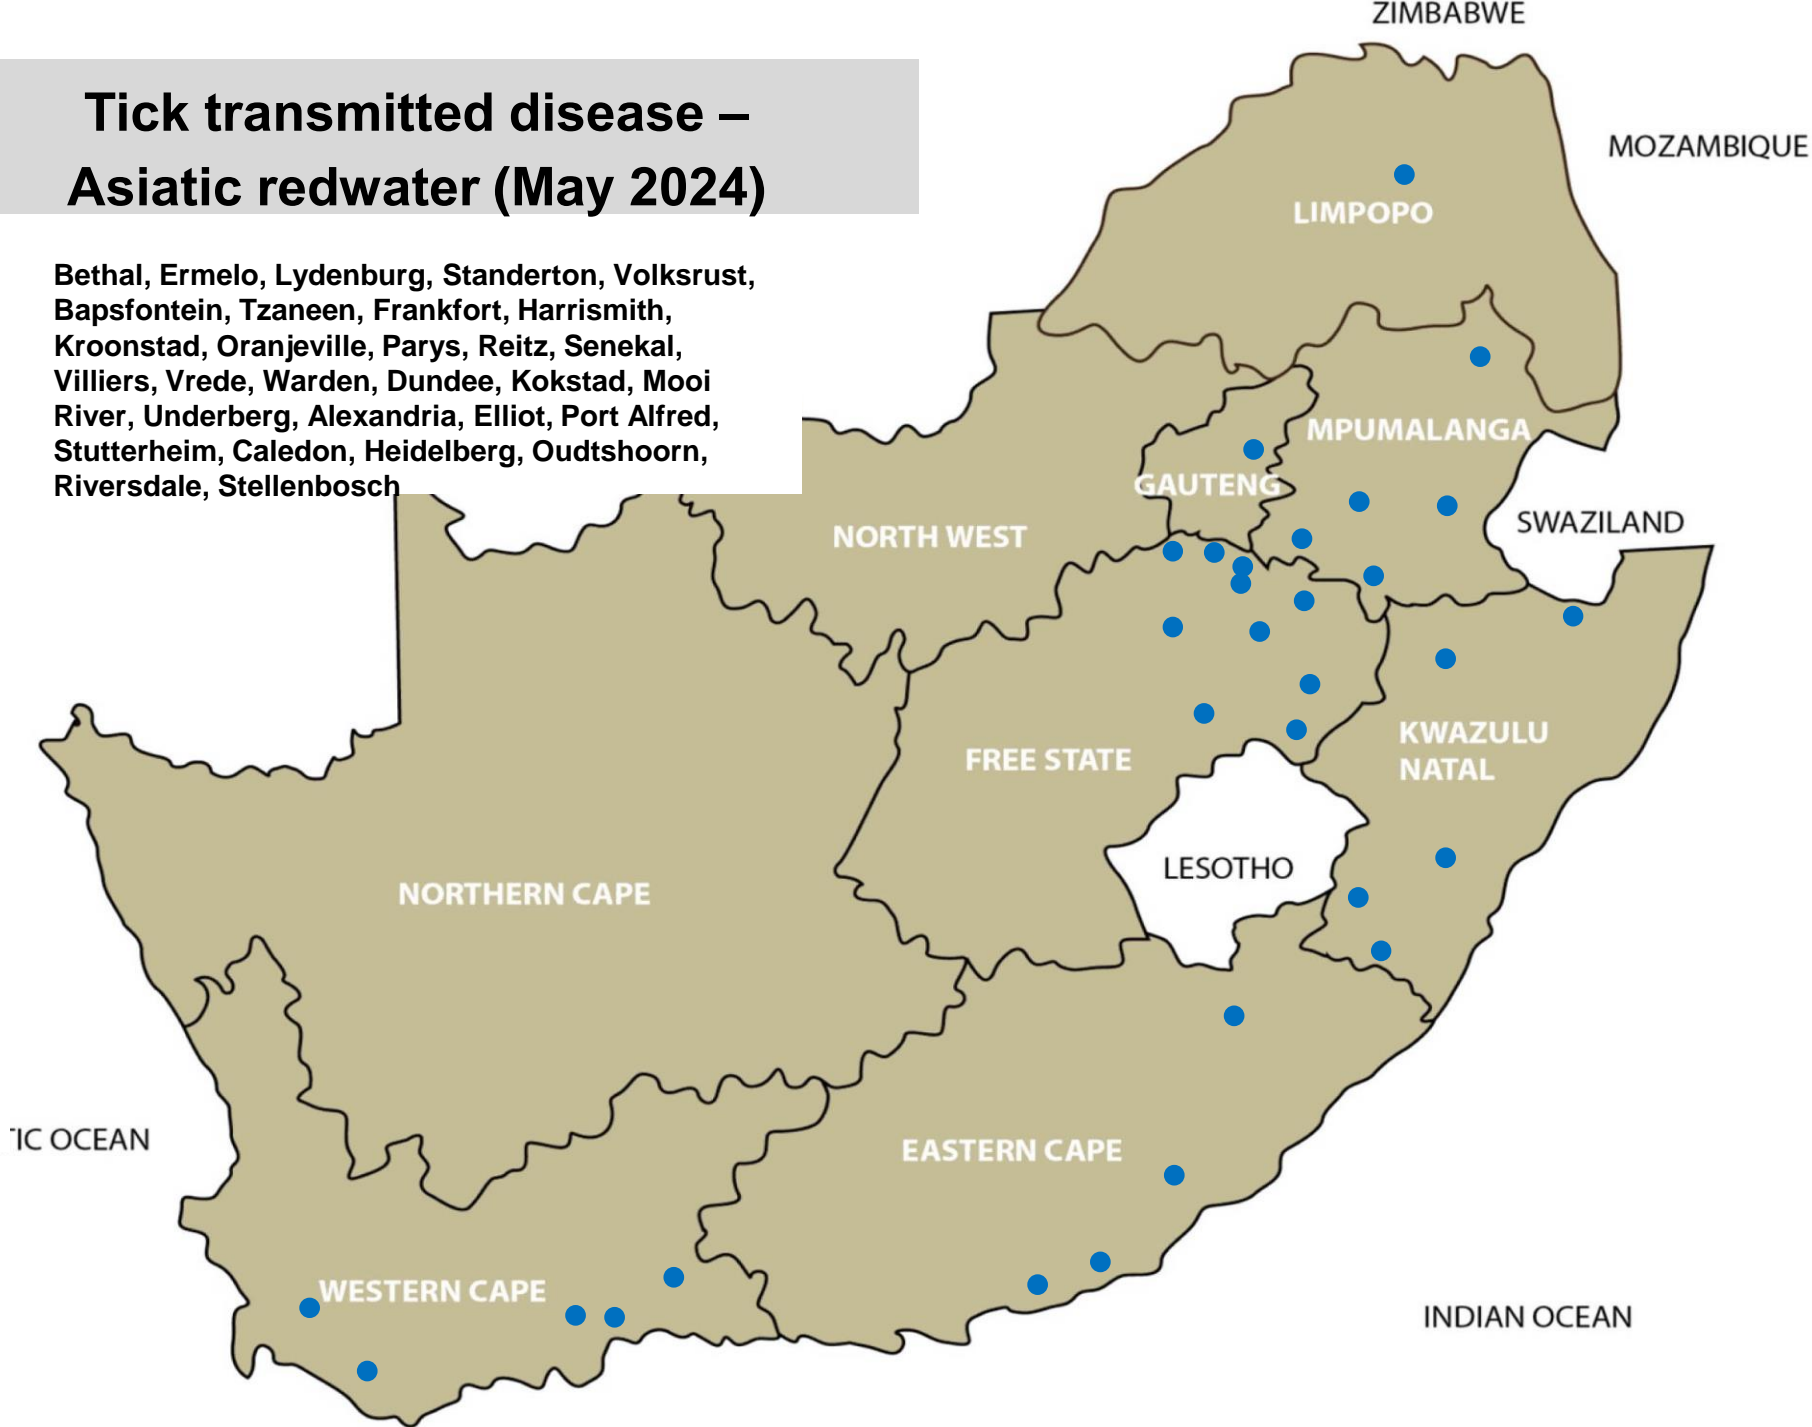 Tick transmitted disease –
Asiatic redwater (May 2024)
Bethal, Ermelo, Lydenburg, Standerton, Volksrust,
Bapsfontein, Tzaneen, Frankfort, Harrismith,
Kroonstad, Oranjeville, Parys, Reitz, Senekal,
Villiers, Vrede, Warden, Dundee, Kokstad, Mooi
River, Underberg, Alexandria, Elliot, Port Alfred,
Stutterheim, Caledon, Heidelberg, Oudtshoorn,
Riversdale, Stellenbosch
ZIMBABWE
MOZAMBIQUE
LIMPOPO
MPUMALANGA
GAUTENG
SWAZILAND
NORTH WEST
KWAZULU
NATAL
FREE STATE
LESOTHO
NORTHERN CAPE
TIC OCEAN
EASTERN CAPE
WESTERN CAPE
INDIAN OCEAN